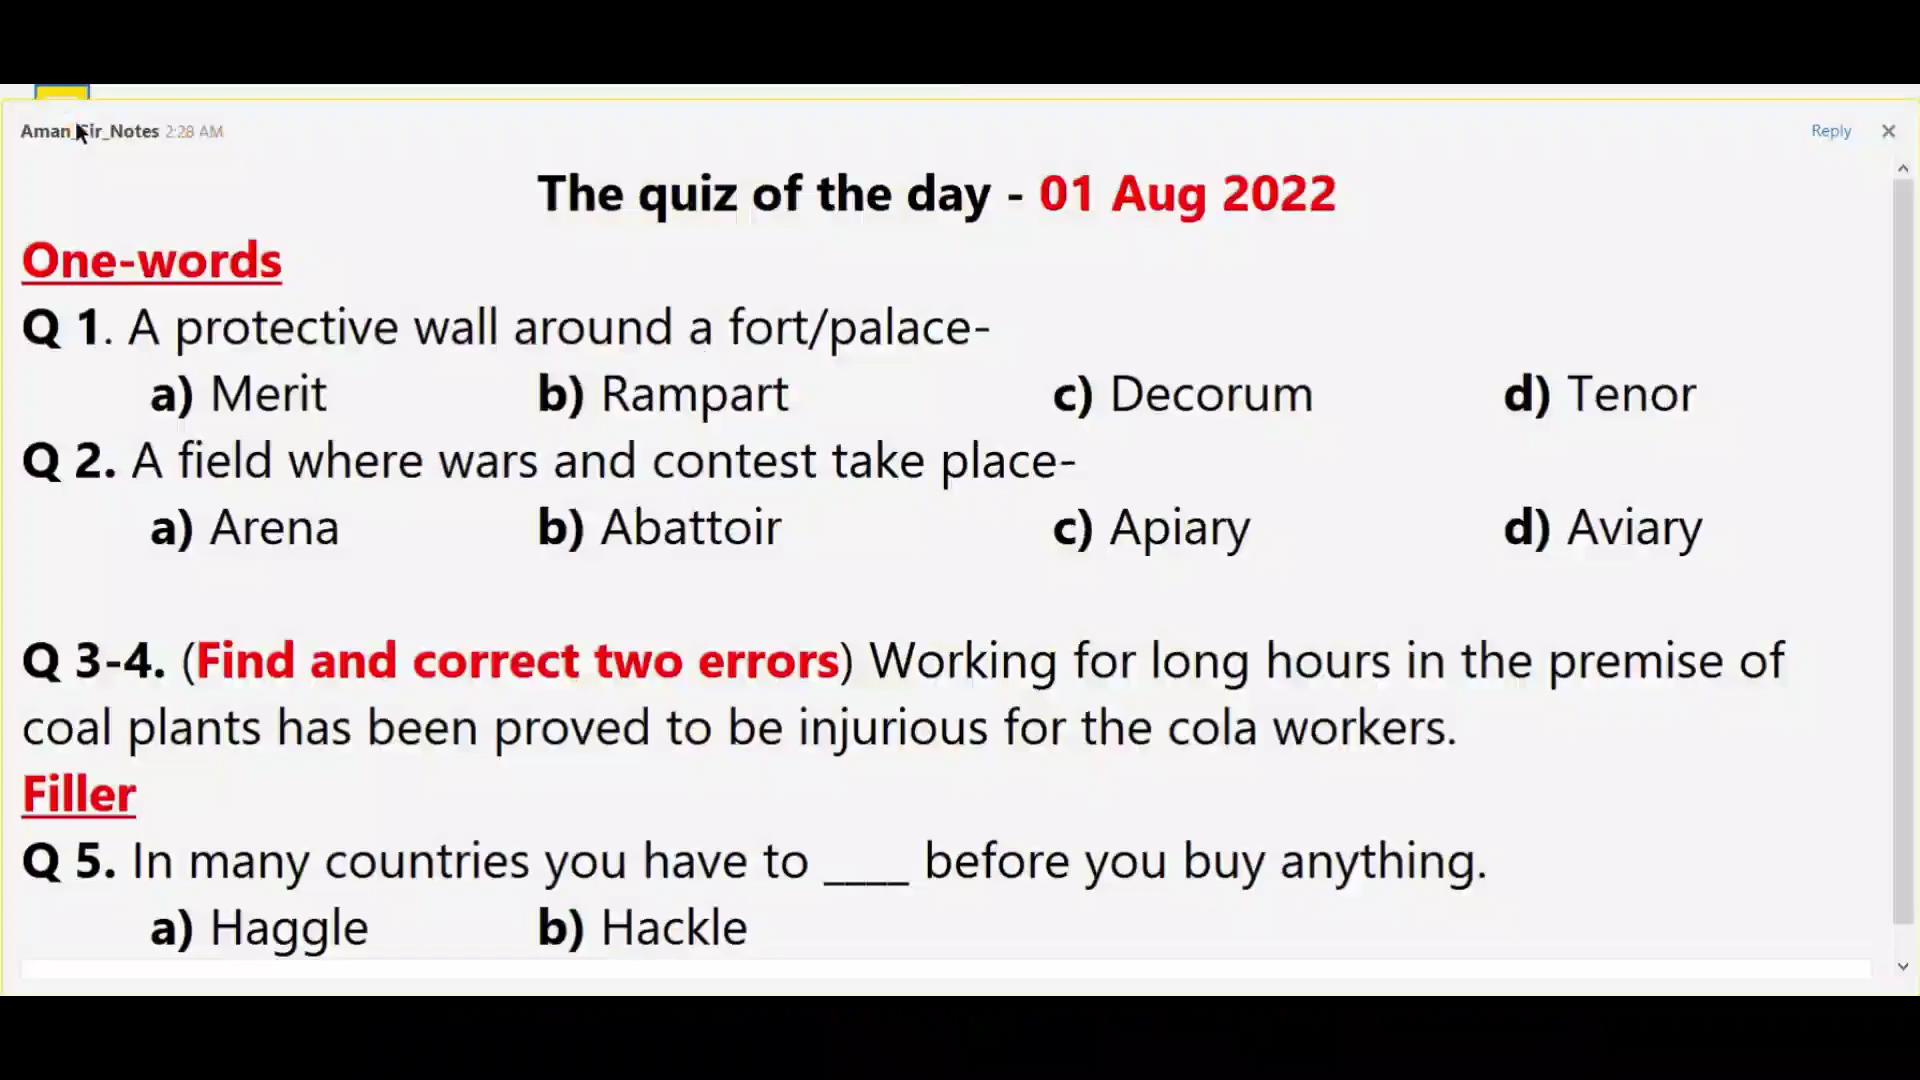 Aman_Sir_Notes 2:28 AM Reply
The quiz of the day - 01 Aug 2022
One-words
Q 1. A protective wall around a fort/palace-
a) Merit b) Rampart c) Decorum d) Tenor
Q 2. A field where wars and contest take place-
a) Arena b) Abattoir c) Apiary d) Aviary
Q 3-4. (Find and correct two errors) Working for long hours in the premise of
coal plants has been proved to be injurious for the cola workers.
Filler
Q 5. In many countries you have to ____ before you buy anything.
a) Haggle b) Hackle